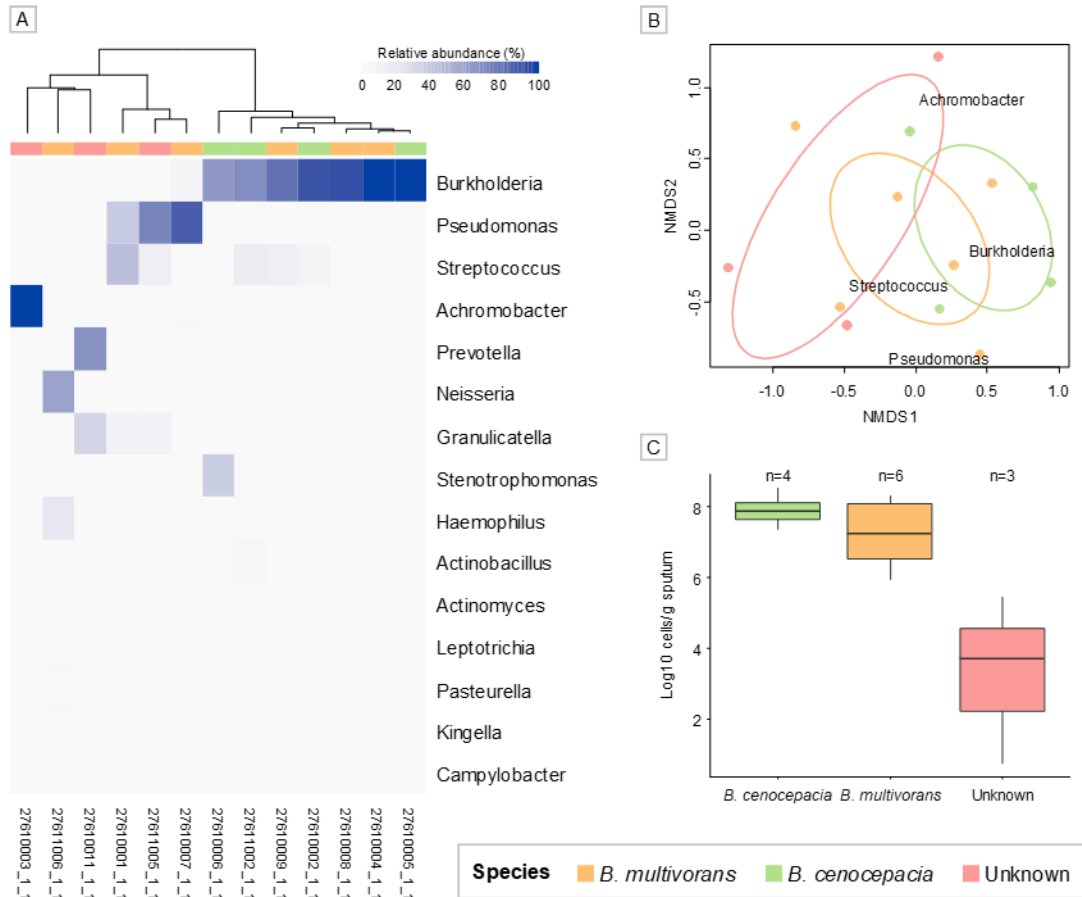 A
Relative abundance (%)
0 20 40 60 80 100
Burkholderia
Pseudomonas
Streptococcus
Achromobacter
Prevotella
Neisseria
Granulicatella
Stenotrophomonas
Haemophilus
Actinobacillus
Actinomyces
Leptotrichia
Pasteurella
Kingella
Campylobacter
27610003_1_1
27611006_1_1
27610011_1_1
27610001_1_1
27611005_1_1
27610007_1_1
27610006_1_1
27611002_1_1
27610009_1_1
27610002_1_1
27610008_1_1
27610004_1_1
27610005_1_1
B
NMDS2
1.0
0.5
0.0
-0.5
Achromobacter
Burkholderia
Streptococcus
Pseudomonas
-1.0 -0.5 0.0 0.5 1.0
NMDS1
C
n=4 n=6 n=3
Log10 cells/g sputum
8
6
4
2
B. cenocepacia B. multivorans Unknown
Species B. multivorans B. cenocepacia Unknown